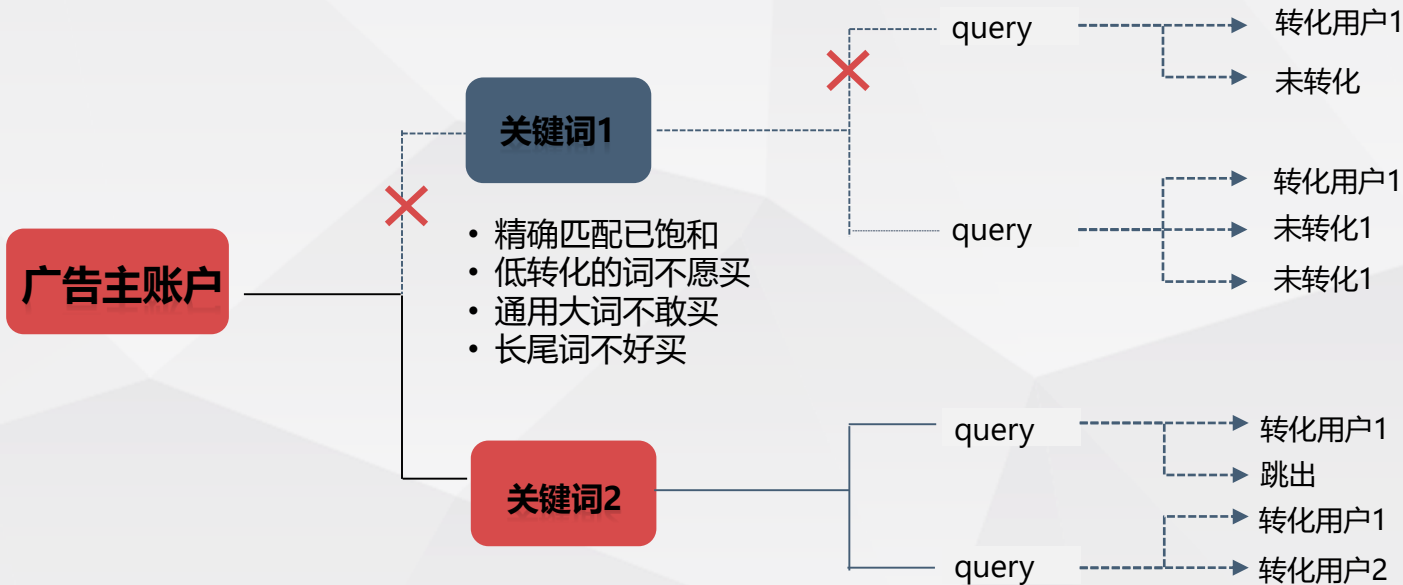 query
转化用户1
未转化
关键词1
query
转化用户1
未转化1
未转化1
• 精确匹配已饱和
• 低转化的词不愿买
• 通用大词不敢买
• 长尾词不好买
广告主账户
关键词2
query
转化用户1
跳出
query
转化用户1
转化用户2